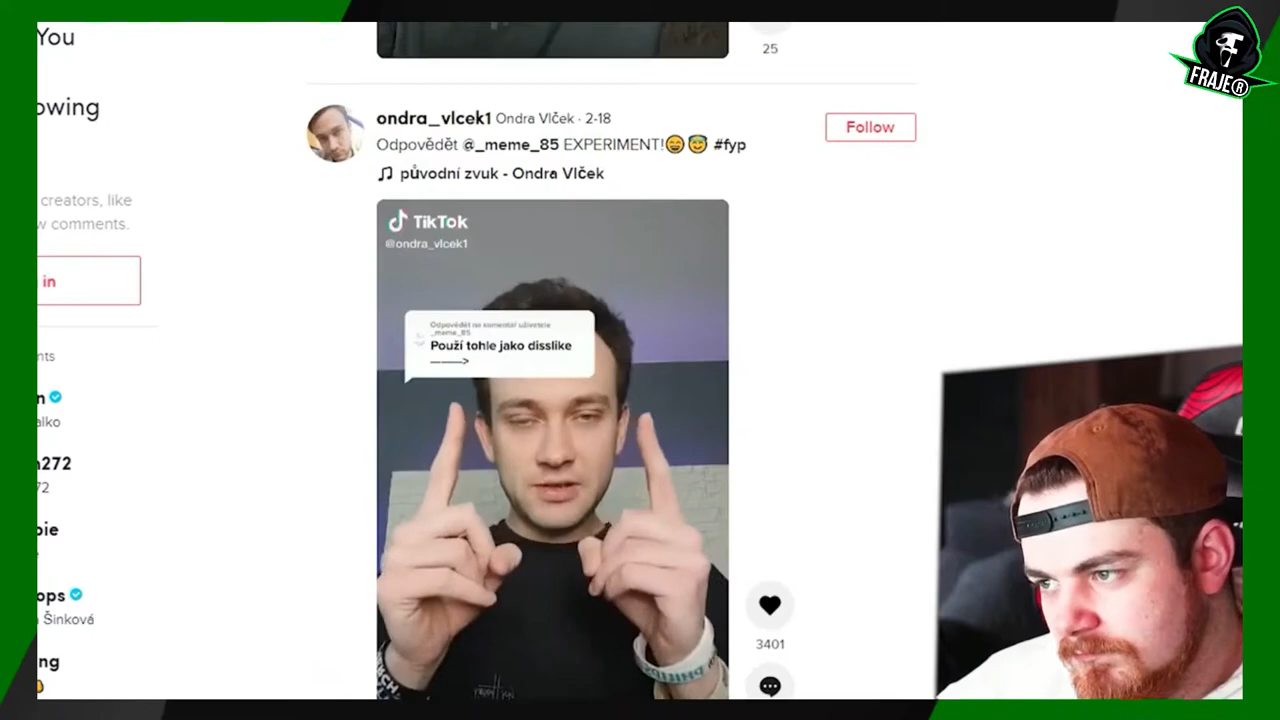 You
owing
creators, like
w comments.
in
nts
n
alko
n272
72
pie
ops
Šinková
ng
25
ondra_vlcek1 Ondra Vlček · 2-18
Odpovědět @_meme_85 EXPERIMENT!😄😇 #fyp
♫ původní zvuk - Ondra Vlček
Follow
TikTok
@ondra_vlcek1
Odpovědět na komentář uživatele
_meme_85
Použí tohle jako disslike
———>
3401
FRAJE®